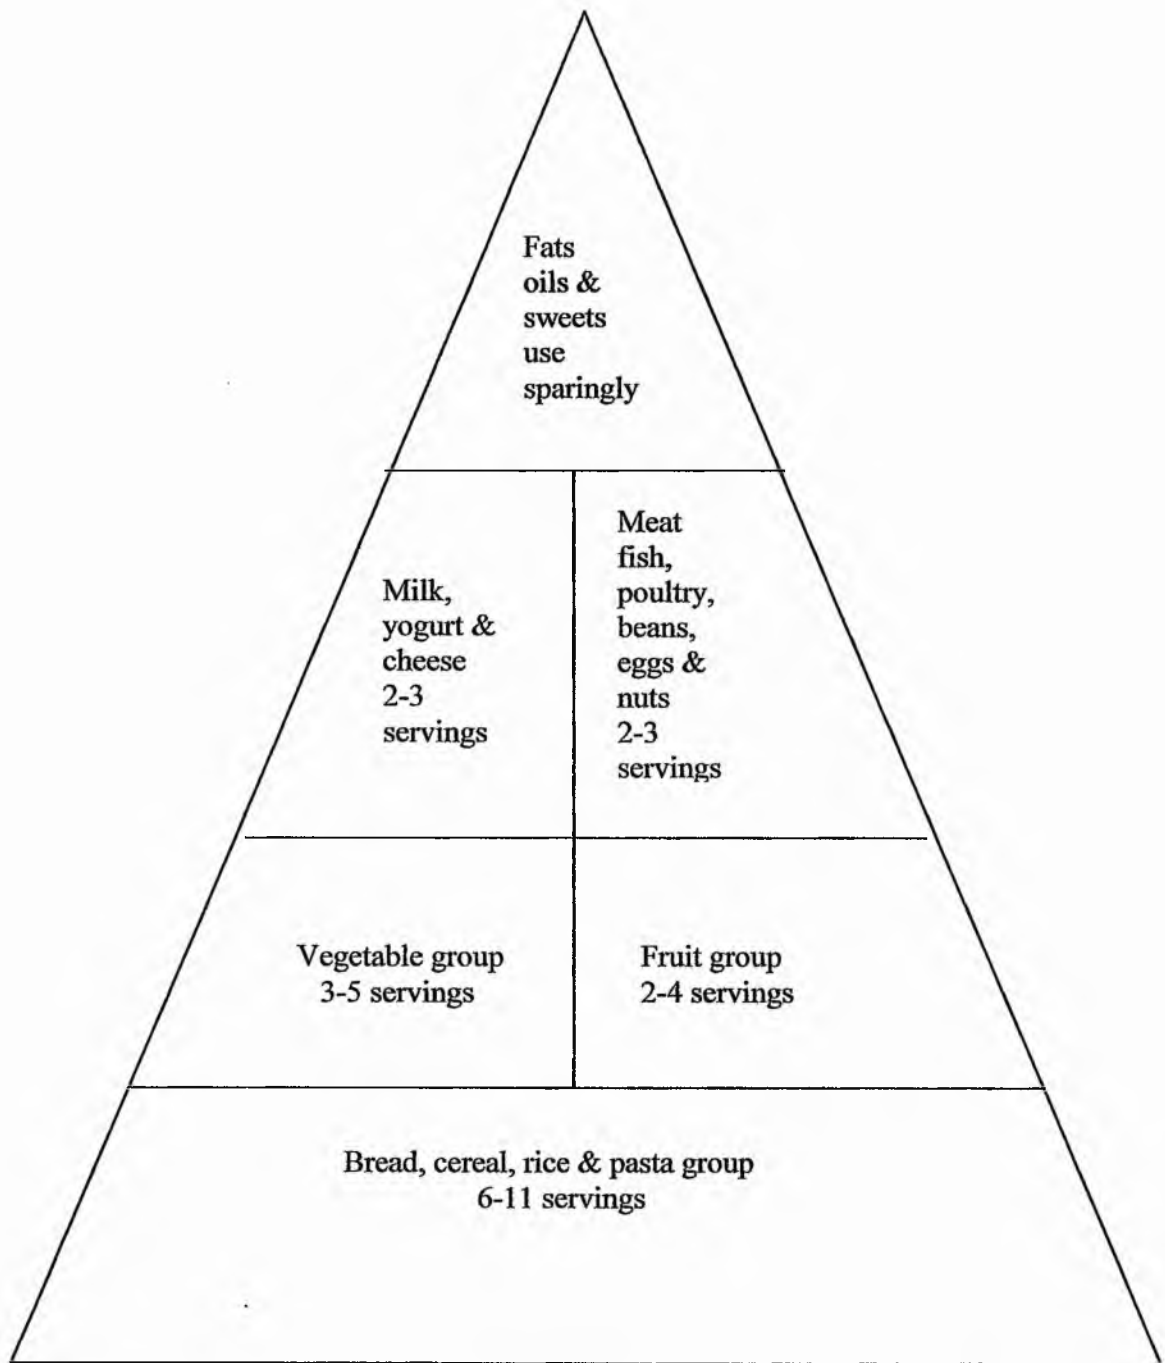 Fats
oils &
sweets
use
sparingly
Milk,
yogurt &
cheese
2-3
servings
Meat
fish,
poultry,
beans,
eggs &
nuts
2-3
servings
Vegetable group
3-5 servings
Fruit group
2-4 servings
Bread, cereal, rice & pasta group
6-11 servings